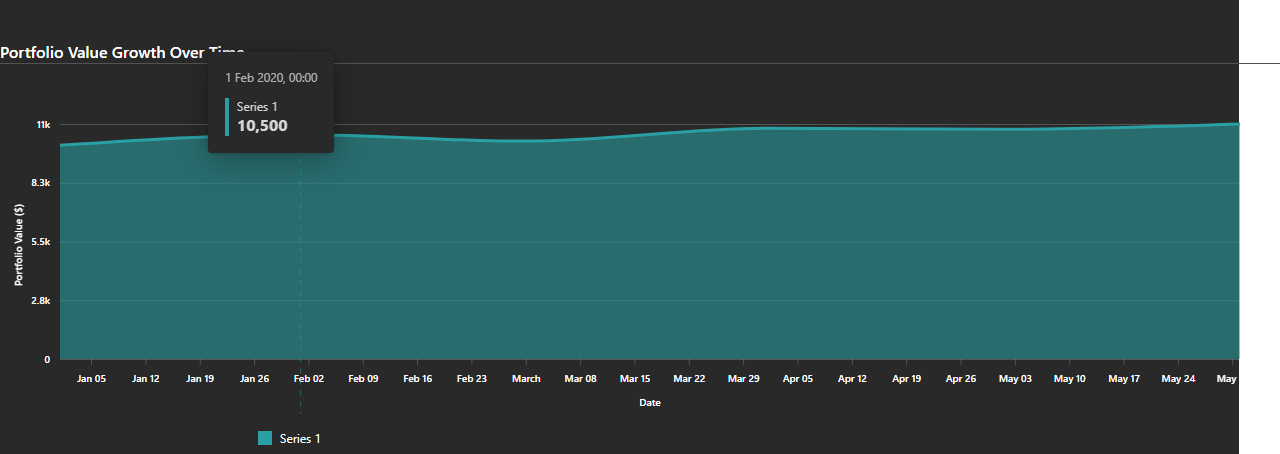 Portfolio Value Growth Over Time
1 Feb 2020, 00:00
Series 1
10,500
11k
8.3k
5.5k
2.8k
0
Portfolio Value ($)
Jan 05 Jan 12 Jan 19 Jan 26 Feb 02 Feb 09 Feb 16 Feb 23 March Mar 08 Mar 15 Mar 22 Mar 29 Apr 05 Apr 12 Apr 19 Apr 26 May 03 May 10 May 17 May 24 May
Date
Series 1